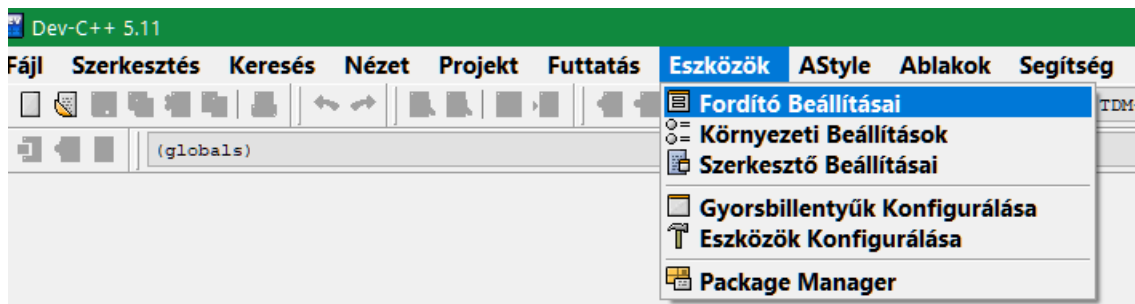 Dev-C++ 5.11
Fájl Szerkesztés Keresés Nézet Projekt Futtatás Eszközök AStyle Ablakok Segítség
Fordító Beállításai
TDM
(globals)
Környezeti Beállítások
Szerkesztő Beállításai
Gyorsbillentyűk Konfigurálása
Eszközök Konfigurálása
Package Manager